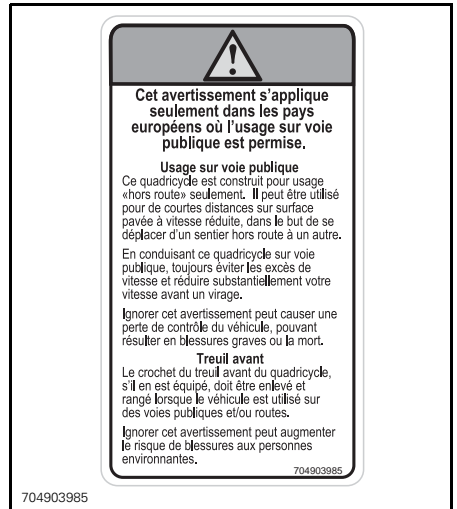 Cet avertissement s'applique
seulement dans les pays
européens où l'usage sur voie
publique est permise.
Usage sur voie publique
Ce quadricycle est construit pour usage
«hors route» seulement. Il peut être utilisé
pour de courtes distances sur surface
pavée à vitesse réduite, dans le but de se
déplacer d'un sentier hors route à un autre.
En conduisant ce quadricycle sur voie
publique, toujours éviter les excès de
vitesse et réduire substantiellement votre
vitesse avant un virage.
Ignorer cet avertissement peut causer une
perte de contrôle du véhicule, pouvant
résulter en blessures graves ou la mort.
Treuil avant
Le crochet du treuil avant du quadricycle,
s'il en est équipé, doit être enlevé et
rangé lorsque le véhicule est utilisé sur
des voies publiques et/ou routes.
Ignorer cet avertissement peut augmenter
le risque de blessures aux personnes
environnantes.
704903985
704903985